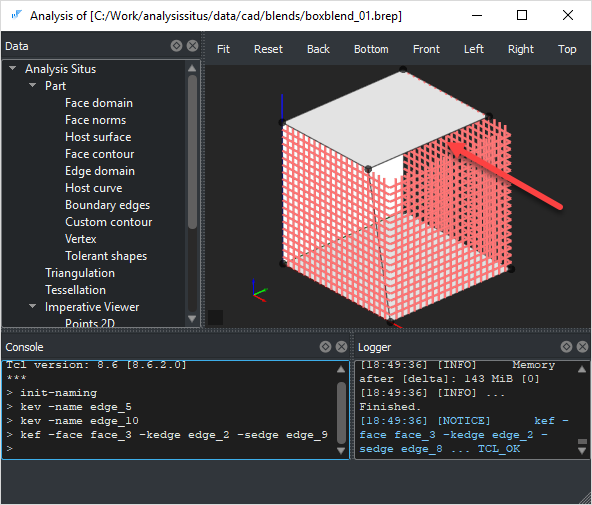 Analysis of [C:/Work/analysissitus/data/cad/blends/boxblend_01.brep]
Data
Fit Reset Back Bottom Front Left Right Top
Analysis Situs
Part
Face domain
Face norms
Host surface
Face contour
Edge domain
Host curve
Boundary edges
Custom contour
Vertex
Tolerant shapes
Triangulation
Tessellation
Imperative Viewer
Points 2D
Console
Tcl version: 8.6 [8.6.2.0]
***
> init-naming
> kev -name edge_5
> kev -name edge_10
> kef -face face_3 -kedge edge_2 -sedge edge_9
>
Logger
[18:49:36] [INFO] Memory
after [delta]: 143 MiB [0]
[18:49:36] [INFO] ...
Finished.
[18:49:36] [NOTICE] kef -
face face_3 -kedge edge_2 -
sedge edge_8 ... TCL_OK